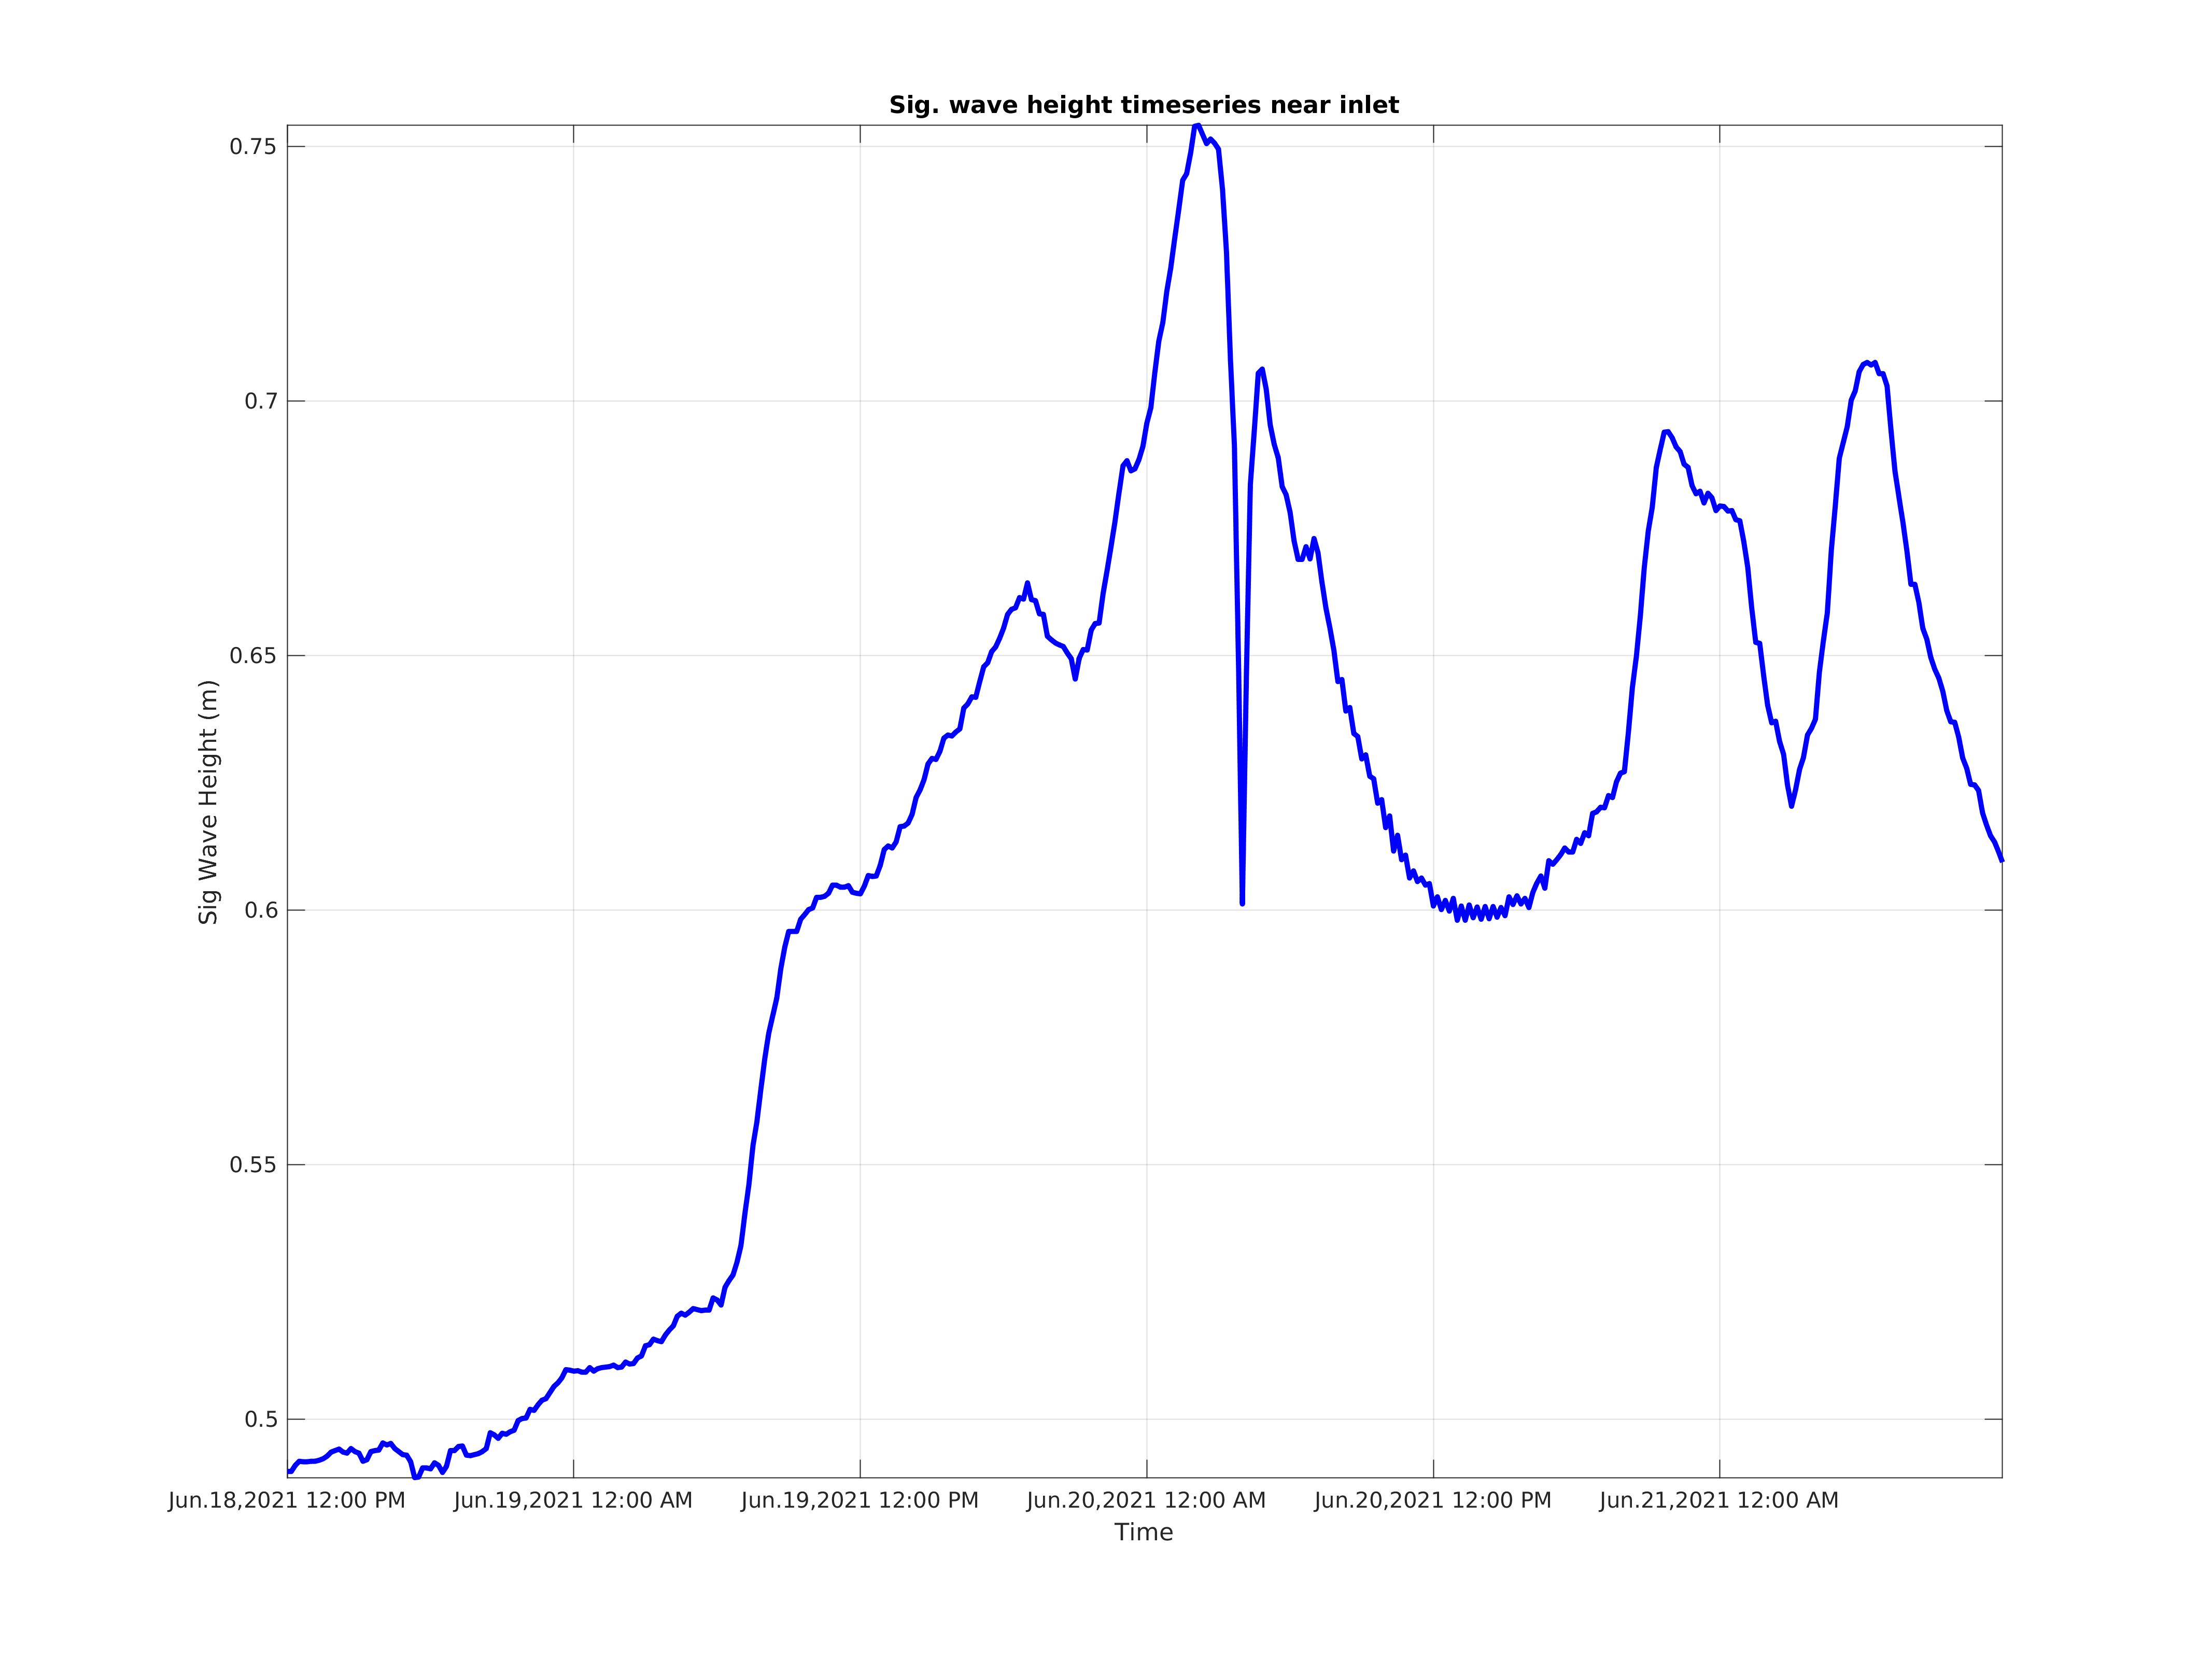 Sig. wave height timeseries near inlet
0.75
0.7
0.65
0.6
0.55
0.5
Sig Wave Height (m)
Jun.18,2021 12:00 PM Jun.19,2021 12:00 AM Jun.19,2021 12:00 PM Jun.20,2021 12:00 AM Jun.20,2021 12:00 PM Jun.21,2021 12:00 AM
Time